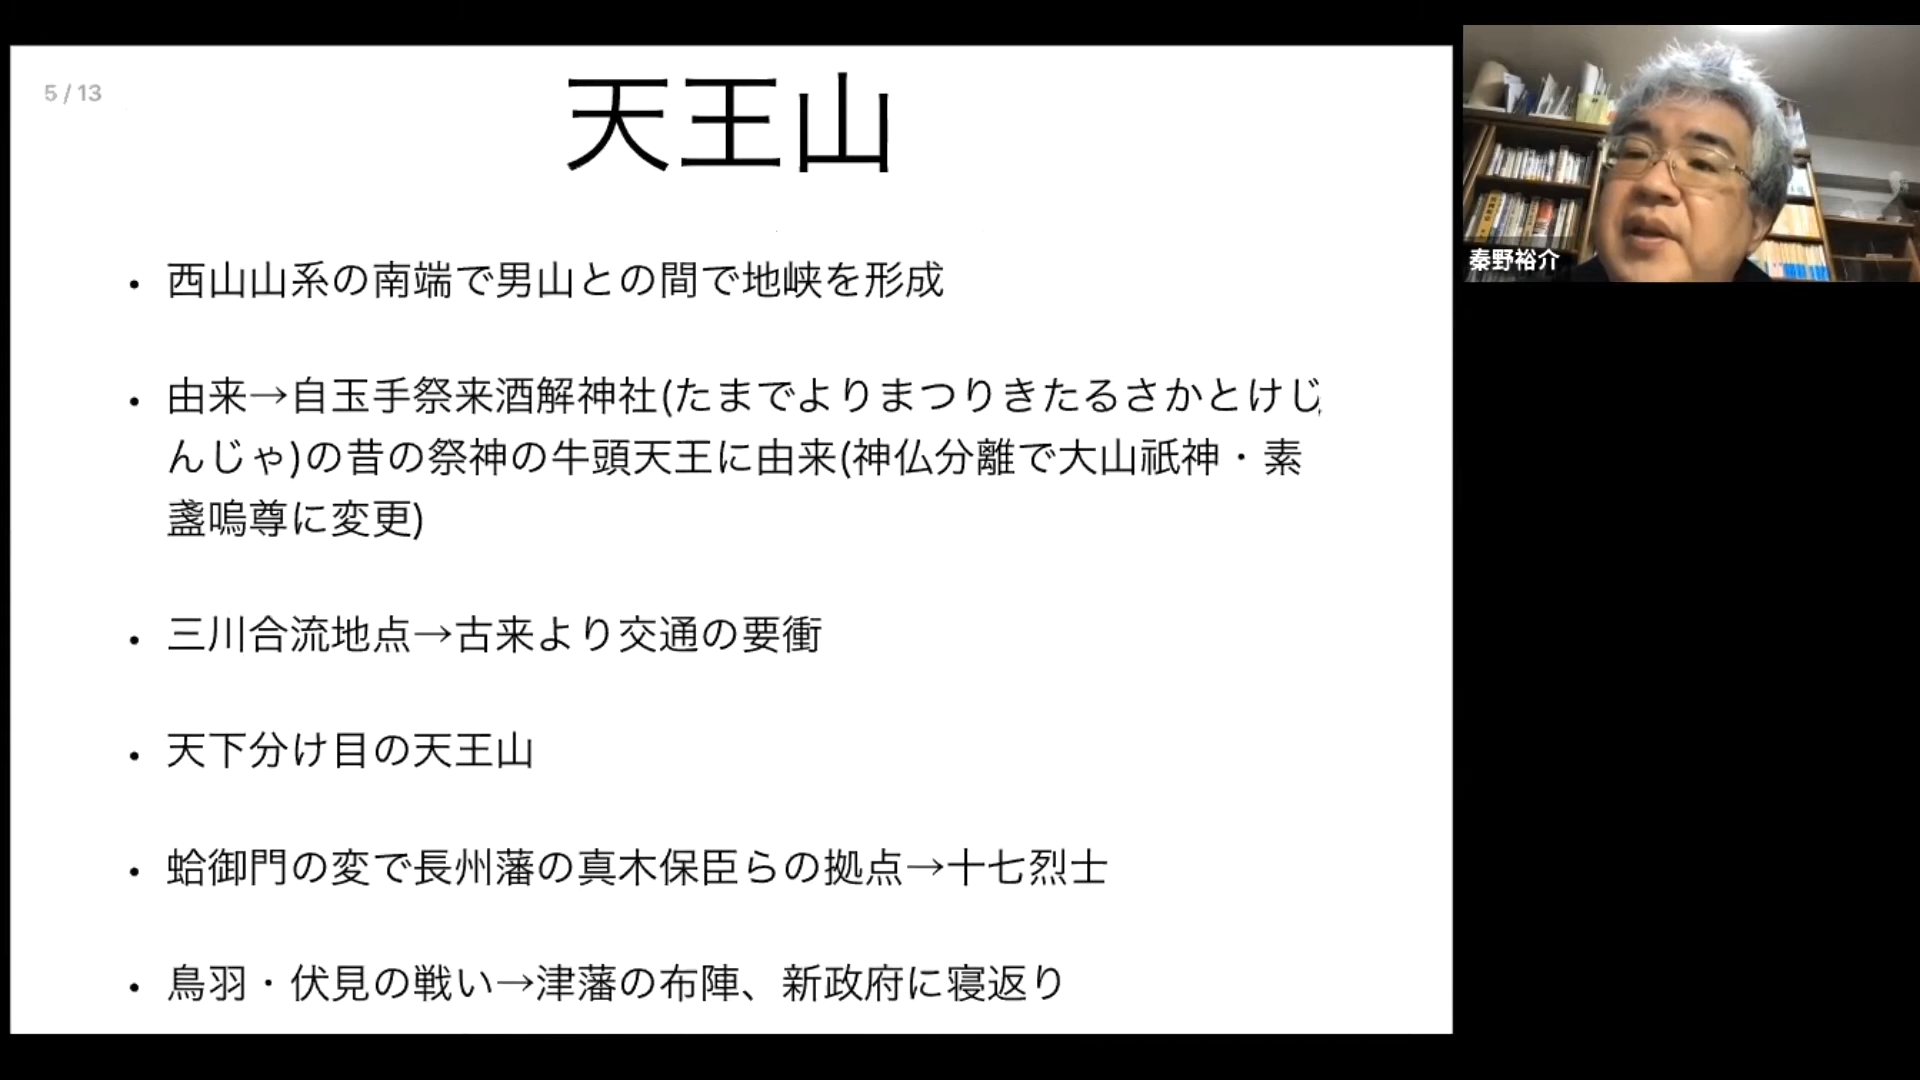 5 / 13
天王山
• 西山山系の南端で男山との間で地峡を形成
• 由来→自玉手祭来酒解神社(たまでよりまつりきたるさかとけじ
んじゃ)の昔の祭神の牛頭天王に由来(神仏分離で大山祇神・素
盞嗚尊に変更)
• 三川合流地点→古来より交通の要衝
• 天下分け目の天王山
• 蛤御門の変で長州藩の真木保臣らの拠点→十七烈士
• 鳥羽・伏見の戦い→津藩の布陣、新政府に寝返り
秦野裕介